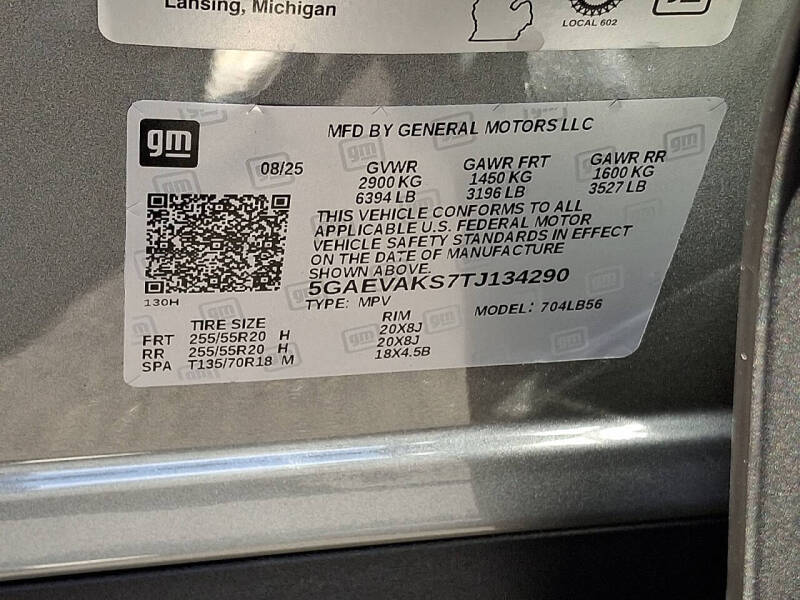 Lansing, Michigan
LOCAL 602
gm
MFD BY GENERAL MOTORS LLC
08/25 GVWR GAWR FRT GAWR RR
2900 KG 1450 KG 1600 KG
6394 LB 3196 LB 3527 LB
THIS VEHICLE CONFORMS TO ALL
APPLICABLE U.S. FEDERAL MOTOR
VEHICLE SAFETY STANDARDS IN EFFECT
ON THE DATE OF MANUFACTURE
SHOWN ABOVE.
130H
5GAEVAKS7TJ134290
TYPE: MPV MODEL: 704LB56
TIRE SIZE RIM
FRT 255/55R20 H 20X8J
RR 255/55R20 H 20X8J
SPA T135/70R18 M 18X4.5B